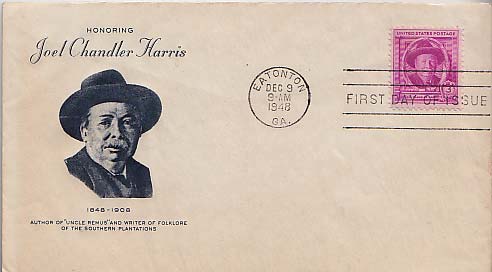 HONORING
Joel Chandler Harris
1848-1908
AUTHOR OF "UNCLE REMUS" AND WRITER OF FOLKLORE
OF THE SOUTHERN PLANTATIONS
EATONTON
DEC 9
9-AM
1948
GA.
UNITED STATES POSTAGE
3¢
FIRST DAY OF ISSUE